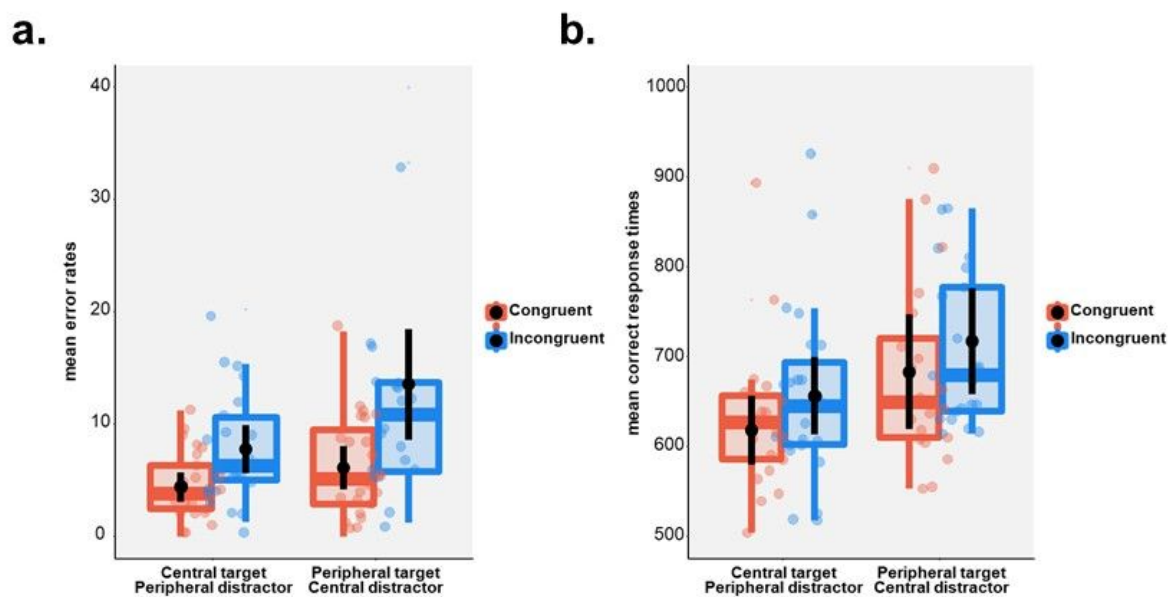 a.
mean error rates
40
30
20
10
0
Central target
Peripheral distractor
Peripheral target
Central distractor
Congruent
Incongruent
b.
mean correct response times
1000
900
800
700
600
500
Central target
Peripheral distractor
Peripheral target
Central distractor
Congruent
Incongruent